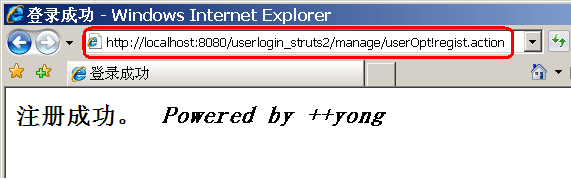 登录成功 - Windows Internet Explorer
http://localhost:8080/userlogin_struts2/manage/userOpt!regist.action
登录成功
注册成功。 Powered by ++yong